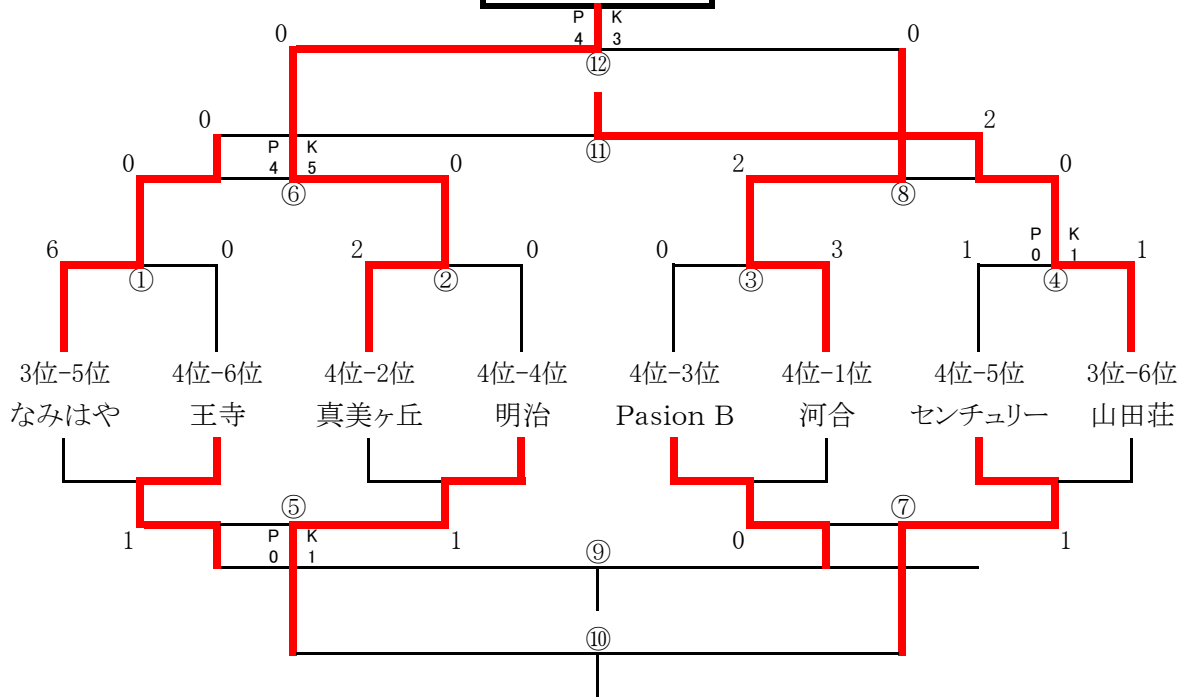 P K
0 4 3 0
⑫
0 2
⑪
P K
0 4 5 0 2 0
⑥ ⑧
P K
6 0 2 0 0 3 1 0 1 1
① ② ③ ④
3位-5位 4位-6位 4位-2位 4位-4位 4位-3位 4位-1位 4位-5位 3位-6位
なみはや 王寺 真美ヶ丘 明治 Pasion B 河合 センチュリー 山田荘
⑤ ⑦
1 P K 1 0 1
0 1 ⑨
⑩